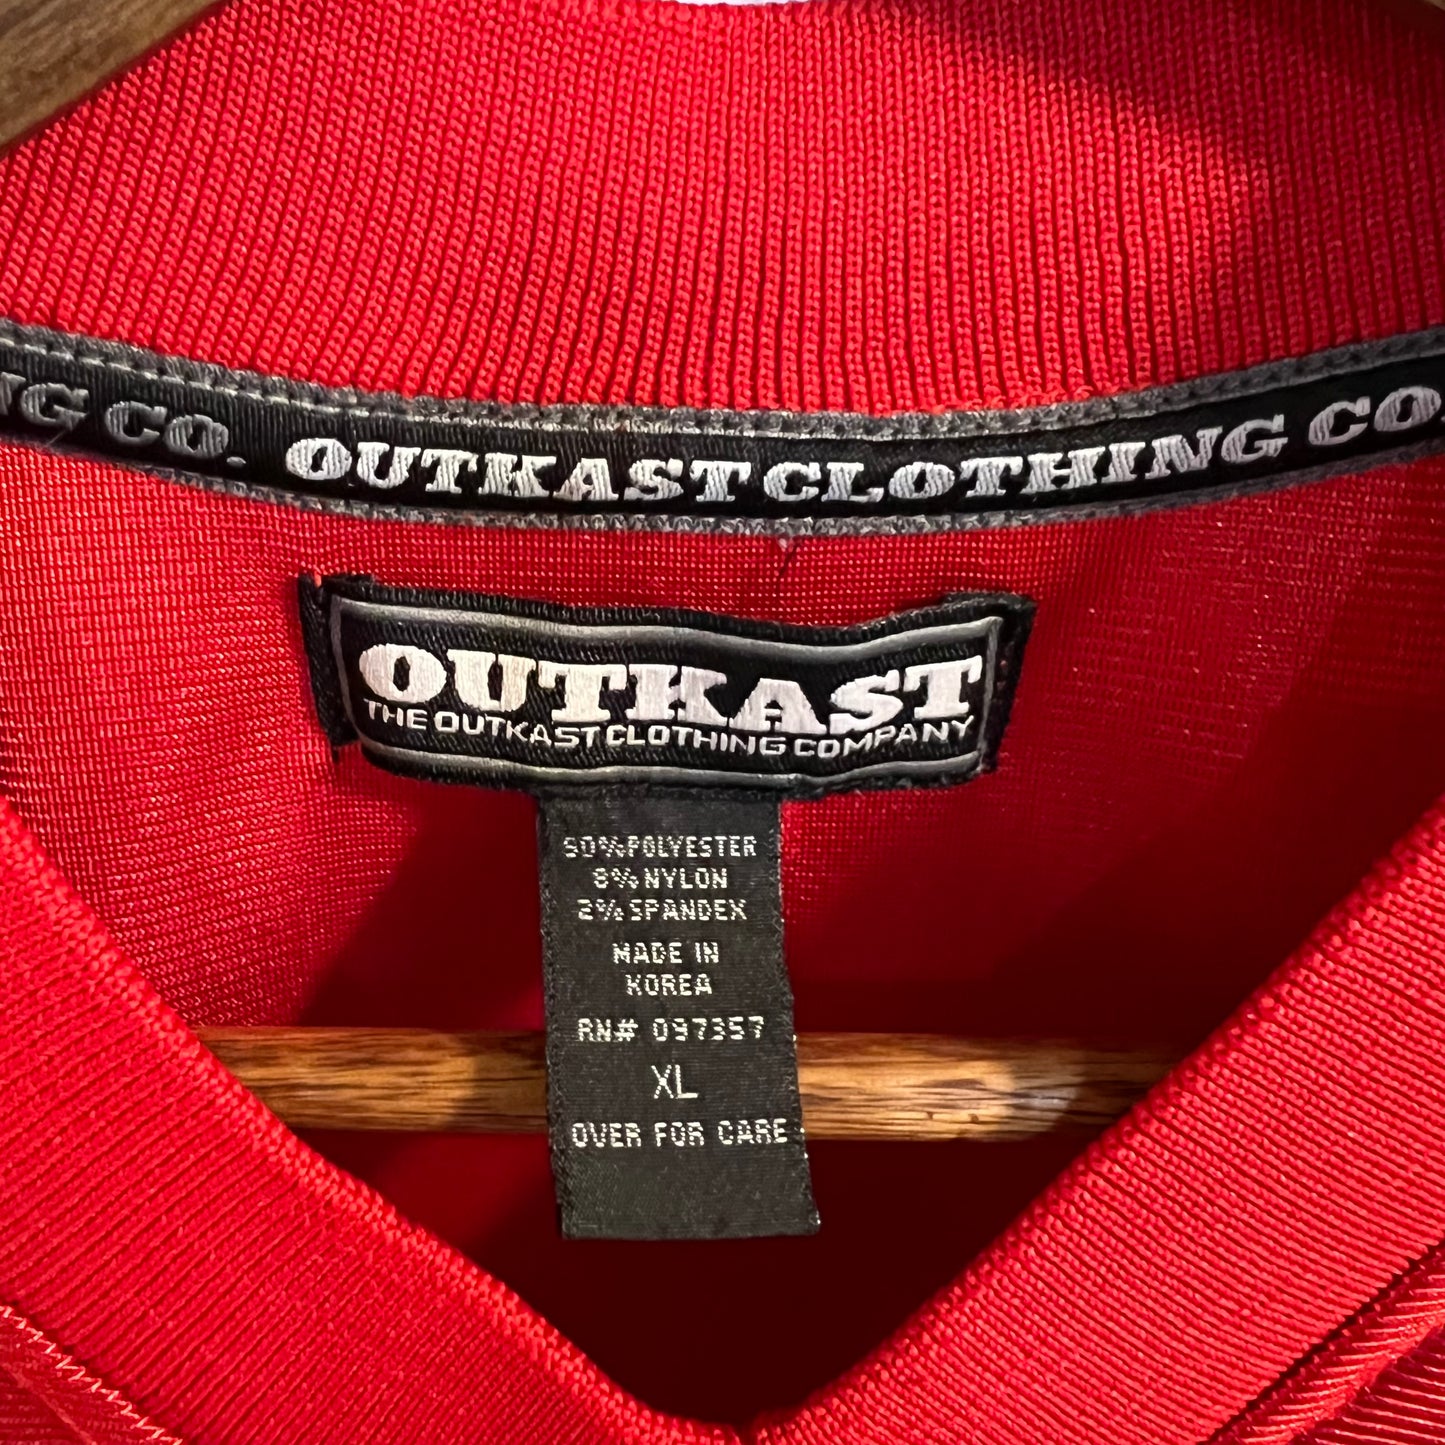 NG CO. OUTKAST CLOTHING CO.
OUTKAST
THE OUTKAST CLOTHING COMPANY
90% POLYESTER
8% NYLON
2% SPANDEX
MADE IN
KOREA
RN# 097357
XL
OVER FOR CARE